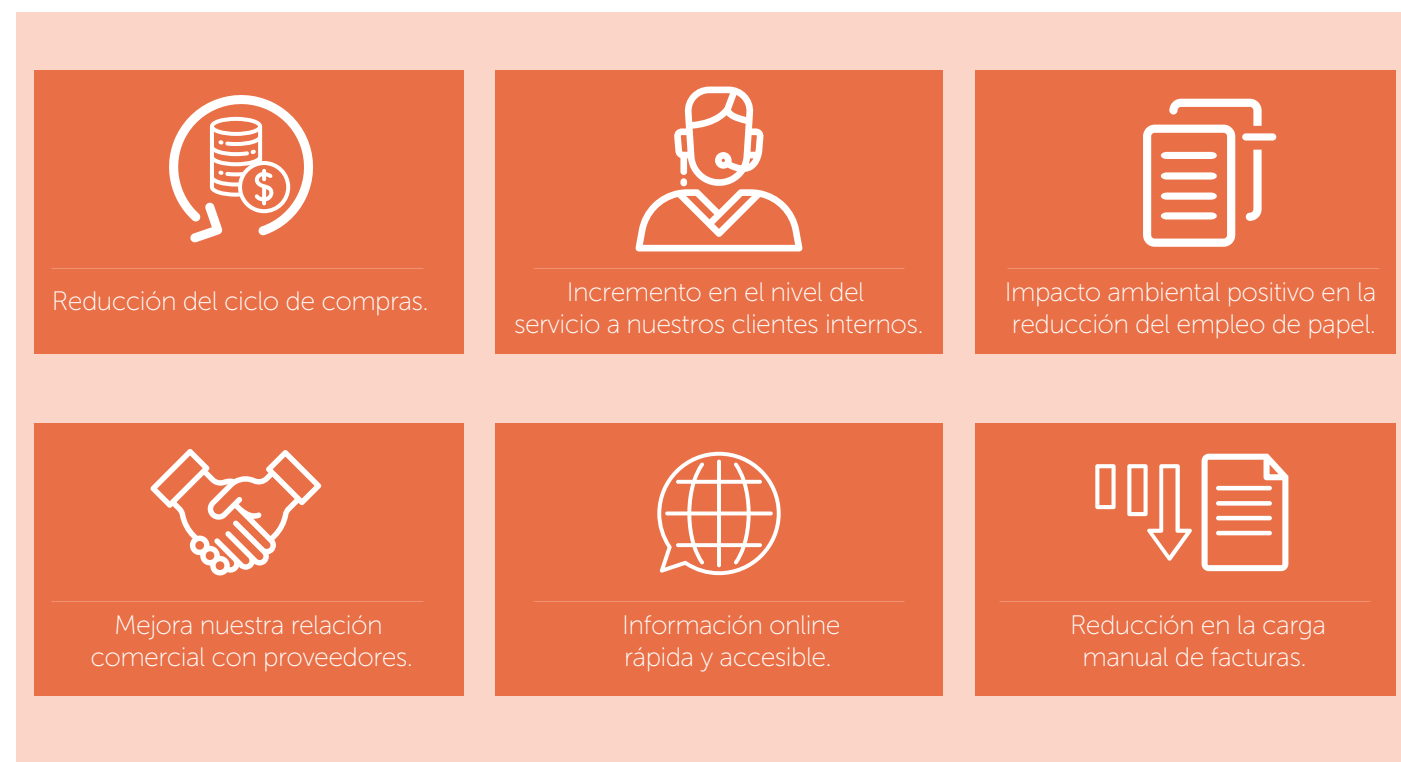 $
Reducción del ciclo de compras.
Incremento en el nivel del
servicio a nuestros clientes internos.
Impacto ambiental positivo en la
reducción del empleo de papel.
Mejora nuestra relación
comercial con proveedores.
Información online
rápida y accesible.
Reducción en la carga
manual de facturas.